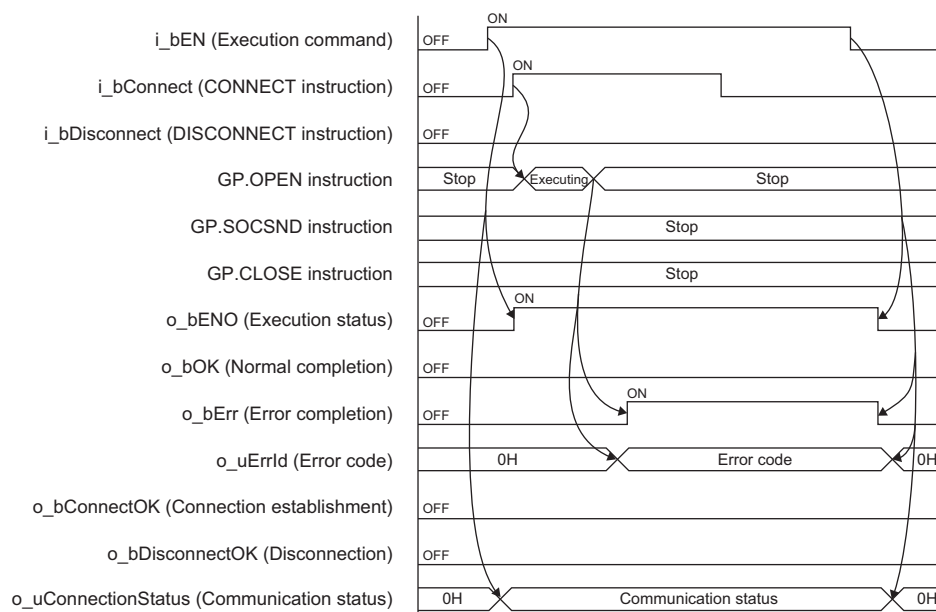 ON
i_bEN (Execution command) OFF
ON
i_bConnect (CONNECT instruction) OFF
i_bDisconnect (DISCONNECT instruction) OFF
GP.OPEN instruction Stop Executing Stop
GP.SOCSND instruction Stop
GP.CLOSE instruction Stop
ON
o_bENO (Execution status) OFF
o_bOK (Normal completion) OFF
ON
o_bErr (Error completion) OFF
o_uErrId (Error code) 0H Error code 0H
o_bConnectOK (Connection establishment) OFF
o_bDisconnectOK (Disconnection) OFF
o_uConnectionStatus (Communication status) 0H Communication status 0H